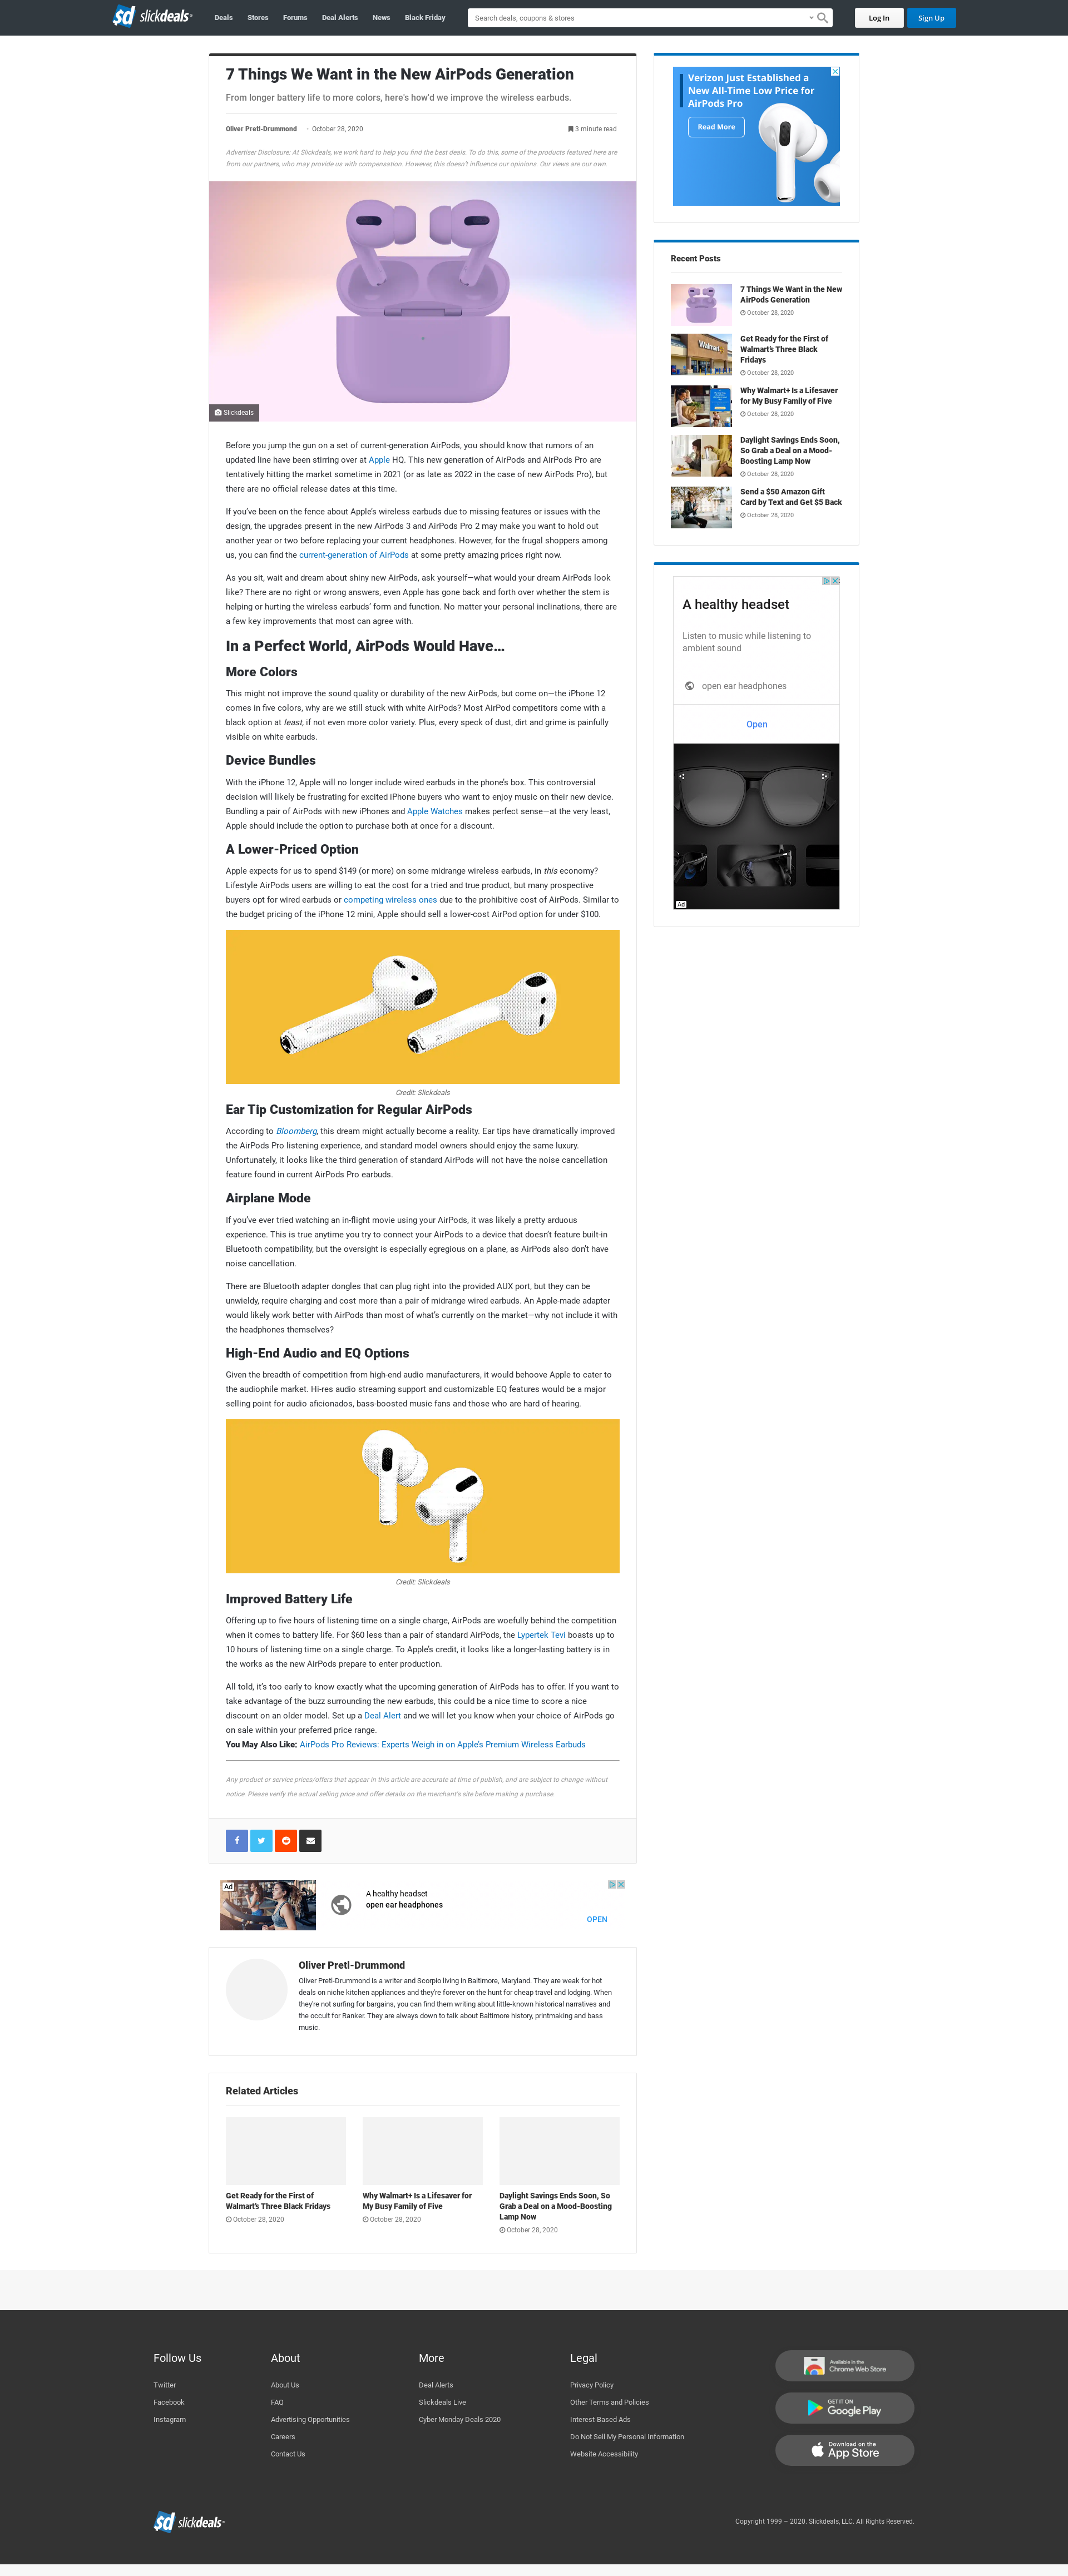 sd slickdeals
Deals Stores Forums Deal Alerts News Black Friday
Search deals, coupons & stores
Log In Sign Up
7 Things We Want in the New AirPods Generation
From longer battery life to more colors, here's how'd we improve the wireless earbuds.
Oliver Pretl-Drummond · October 28, 2020 3 minute read
Advertiser Disclosure: At Slickdeals, we work hard to help you find the best deals. To do this, some of the products featured here are
from our partners, who may provide us with compensation. However, this doesn't influence our opinions. Our views are our own.
Slickdeals
Before you jump the gun on a set of current-generation AirPods, you should know that rumors of an
updated line have been stirring over at Apple HQ. This new generation of AirPods and AirPods Pro are
tentatively hitting the market sometime in 2021 (or as late as 2022 in the case of new AirPods Pro), but
there are no official release dates at this time.
If you've been on the fence about Apple's wireless earbuds due to missing features or issues with the
design, the upgrades present in the new AirPods 3 and AirPods Pro 2 may make you want to hold out
another year or two before replacing your current headphones. However, for the frugal shoppers among
us, you can find the current-generation of AirPods at some pretty amazing prices right now.
As you sit, wait and dream about shiny new AirPods, ask yourself—what would your dream AirPods look
like? There are no right or wrong answers, even Apple has gone back and forth over whether the stem is
helping or hurting the wireless earbuds' form and function. No matter your personal inclinations, there are
a few key improvements that most can agree with.
In a Perfect World, AirPods Would Have…
More Colors
This might not improve the sound quality or durability of the new AirPods, but come on—the iPhone 12
comes in five colors, why are we still stuck with white AirPods? Most AirPod competitors come with a
black option at least, if not even more color variety. Plus, every speck of dust, dirt and grime is painfully
visible on white earbuds.
Device Bundles
With the iPhone 12, Apple will no longer include wired earbuds in the phone's box. This controversial
decision will likely be frustrating for excited iPhone buyers who want to enjoy music on their new device.
Bundling a pair of AirPods with new iPhones and Apple Watches makes perfect sense—at the very least,
Apple should include the option to purchase both at once for a discount.
A Lower-Priced Option
Apple expects for us to spend $149 (or more) on some midrange wireless earbuds, in this economy?
Lifestyle AirPods users are willing to eat the cost for a tried and true product, but many prospective
buyers opt for wired earbuds or competing wireless ones due to the prohibitive cost of AirPods. Similar to
the budget pricing of the iPhone 12 mini, Apple should sell a lower-cost AirPod option for under $100.
Credit: Slickdeals
Ear Tip Customization for Regular AirPods
According to Bloomberg, this dream might actually become a reality. Ear tips have dramatically improved
the AirPods Pro listening experience, and standard model owners should enjoy the same luxury.
Unfortunately, it looks like the third generation of standard AirPods will not have the noise cancellation
feature found in current AirPods Pro earbuds.
Airplane Mode
If you've ever tried watching an in-flight movie using your AirPods, it was likely a pretty arduous
experience. This is true anytime you try to connect your AirPods to a device that doesn't feature built-in
Bluetooth compatibility, but the oversight is especially egregious on a plane, as AirPods also don't have
noise cancellation.
There are Bluetooth adapter dongles that can plug right into the provided AUX port, but they can be
unwieldy, require charging and cost more than a pair of midrange wired earbuds. An Apple-made adapter
would likely work better with AirPods than most of what's currently on the market—why not include it with
the headphones themselves?
High-End Audio and EQ Options
Given the breadth of competition from high-end audio manufacturers, it would behoove Apple to cater to
the audiophile market. Hi-res audio streaming support and customizable EQ features would be a major
selling point for audio aficionados, bass-boosted music fans and those who are hard of hearing.
Credit: Slickdeals
Improved Battery Life
Offering up to five hours of listening time on a single charge, AirPods are woefully behind the competition
when it comes to battery life. For $60 less than a pair of standard AirPods, the Lypertek Tevi boasts up to
10 hours of listening time on a single charge. To Apple's credit, it looks like a longer-lasting battery is in
the works as the new AirPods prepare to enter production.
All told, it's too early to know exactly what the upcoming generation of AirPods has to offer. If you want to
take advantage of the buzz surrounding the new earbuds, this could be a nice time to score a nice
discount on an older model. Set up a Deal Alert and we will let you know when your choice of AirPods go
on sale within your preferred price range.
You May Also Like: AirPods Pro Reviews: Experts Weigh in on Apple's Premium Wireless Earbuds
Any product or service prices/offers that appear in this article are accurate at time of publish, and are subject to change without
notice. Please verify the actual selling price and offer details on the merchant's site before making a purchase.
Ad
A healthy headset
open ear headphones
OPEN
Oliver Pretl-Drummond
Oliver Pretl-Drummond is a writer and Scorpio living in Baltimore, Maryland. They are weak for hot
deals on niche kitchen appliances and they're forever on the hunt for cheap travel and lodging. When
they're not surfing for bargains, you can find them writing about little-known historical narratives and
the occult for Ranker. They are always down to talk about Baltimore history, printmaking and bass
music.
Related Articles
Get Ready for the First of
Walmart's Three Black Fridays
October 28, 2020
Why Walmart+ Is a Lifesaver for
My Busy Family of Five
October 28, 2020
Daylight Savings Ends Soon, So
Grab a Deal on a Mood-Boosting
Lamp Now
October 28, 2020
Verizon Just Established a
New All-Time Low Price for
AirPods Pro
Read More
Recent Posts
7 Things We Want in the New
AirPods Generation
October 28, 2020
Walmart
Get Ready for the First of
Walmart's Three Black
Fridays
October 28, 2020
Why Walmart+ Is a Lifesaver
for My Busy Family of Five
October 28, 2020
Daylight Savings Ends Soon,
So Grab a Deal on a Mood-
Boosting Lamp Now
October 28, 2020
Send a $50 Amazon Gift
Card by Text and Get $5 Back
October 28, 2020
A healthy headset
Listen to music while listening to
ambient sound
open ear headphones
Open
Ad
Follow Us
Twitter
Facebook
Instagram
About
About Us
FAQ
Advertising Opportunities
Careers
Contact Us
More
Deal Alerts
Slickdeals Live
Cyber Monday Deals 2020
Legal
Privacy Policy
Other Terms and Policies
Interest-Based Ads
Do Not Sell My Personal Information
Website Accessibility
Available in the
Chrome Web Store
GET IT ON
Google Play
Download on the
App Store
sd slickdeals
Copyright 1999 – 2020. Slickdeals, LLC. All Rights Reserved.